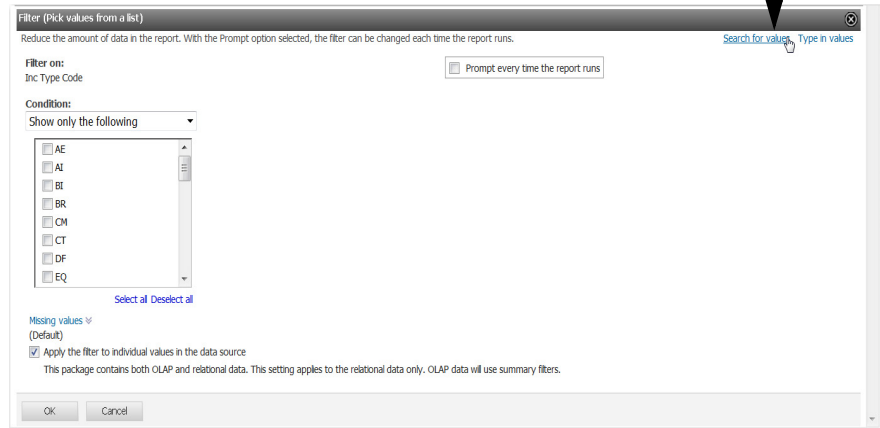 Filter (Pick values from a list)
Reduce the amount of data in the report. With the Prompt option selected, the filter can be changed each time the report runs.
Search for values Type in values
Filter on:
Inc Type Code
Prompt every time the report runs
Condition:
Show only the following
AE
AI
BI
BR
CM
CT
DF
EQ
Select all Deselect all
Missing values
(Default)
Apply the filter to individual values in the data source
This package contains both OLAP and relational data. This setting applies to the relational data only. OLAP data will use summary filters.
OK Cancel